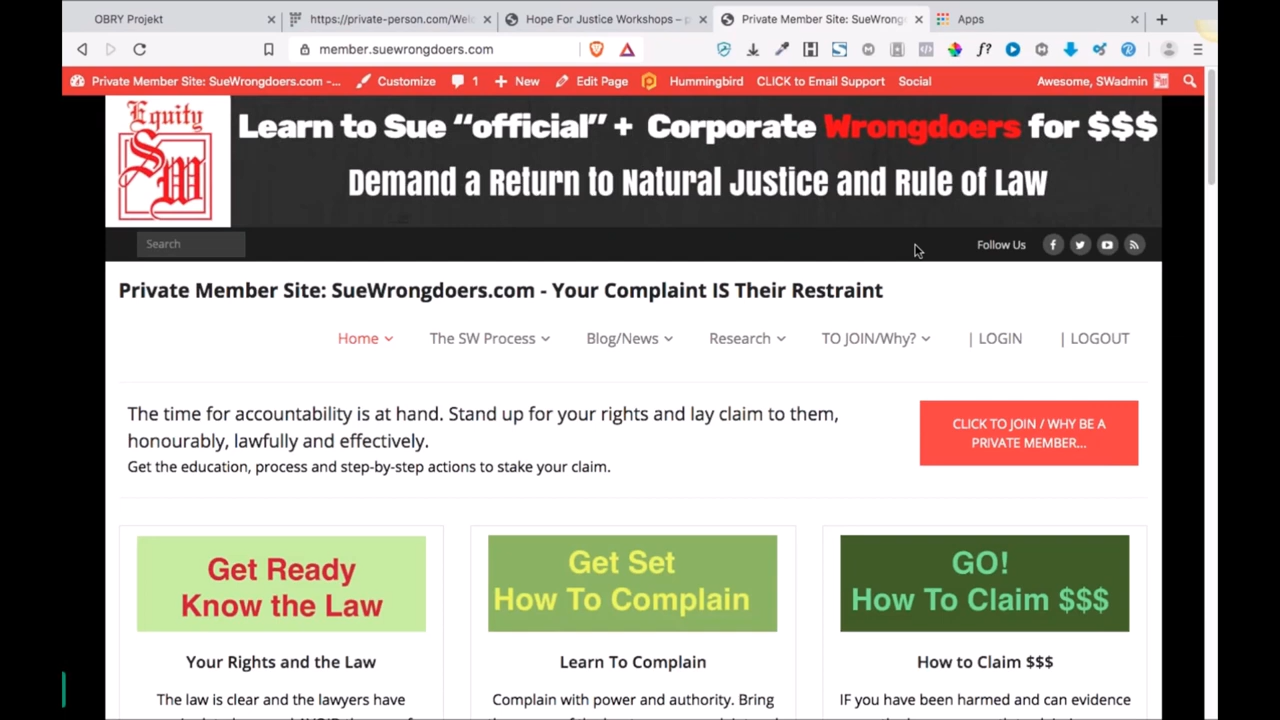 OBRY Projekt
https://private-person.com/Wel
Hope For Justice Workshops – p
Private Member Site: SueWrong
Apps
member.suewrongdoers.com
Private Member Site: SueWrongdoers.com -... Customize 1 New Edit Page Hummingbird CLICK to Email Support Social Awesome, SWadmin
Equity
SW
Learn to Sue “official” + Corporate Wrongdoers for $$$
Demand a Return to Natural Justice and Rule of Law
Search
Follow Us
Private Member Site: SueWrongdoers.com - Your Complaint IS Their Restraint
Home The SW Process Blog/News Research TO JOIN/Why? | LOGIN | LOGOUT
The time for accountability is at hand. Stand up for your rights and lay claim to them,
honourably, lawfully and effectively.
Get the education, process and step-by-step actions to stake your claim.
CLICK TO JOIN / WHY BE A
PRIVATE MEMBER...
Get Ready
Know the Law
Your Rights and the Law
The law is clear and the lawyers have
Get Set
How To Complain
Learn To Complain
Complain with power and authority. Bring
GO!
How To Claim $$$
How to Claim $$$
IF you have been harmed and can evidence